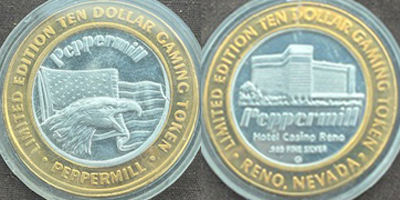 LIMITED EDITION TEN DOLLAR GAMING TOKEN
Peppermill
• PEPPERMILL •
LIMITED EDITION TEN DOLLAR GAMING TOKEN
Peppermill
Hotel Casino Reno
.999 FINE SILVER
• RENO, NEVADA •